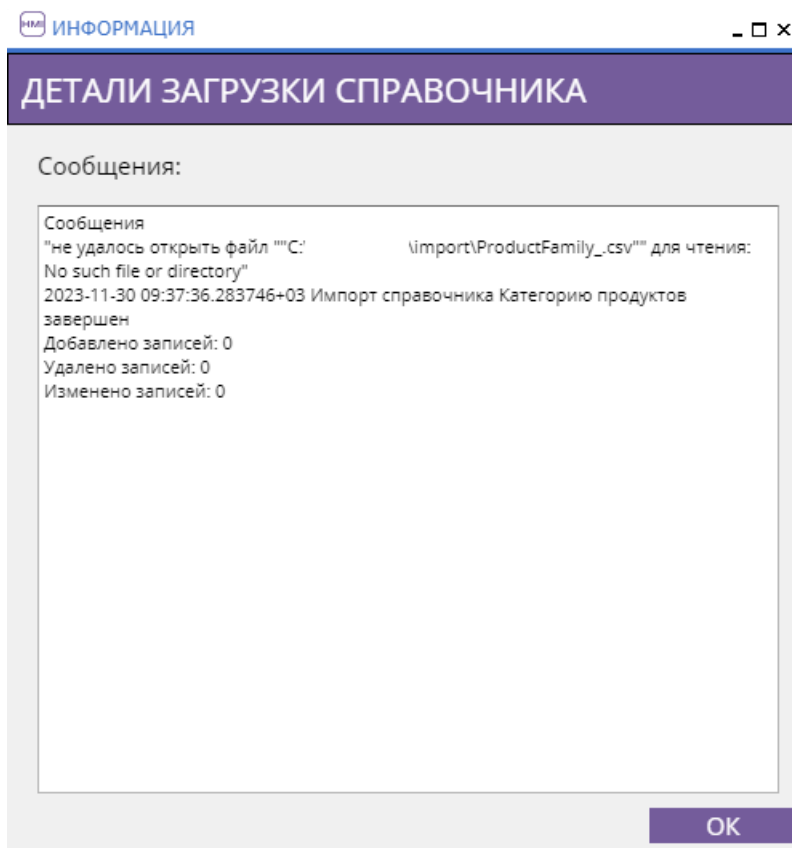 HMI ИНФОРМАЦИЯ
ДЕТАЛИ ЗАГРУЗКИ СПРАВОЧНИКА
Сообщения:
Сообщения
"не удалось открыть файл ""C:' \import\ProductFamily_.csv"" для чтения:
No such file or directory"
2023-11-30 09:37:36.283746+03 Импорт справочника Категорию продуктов
завершен
Добавлено записей: 0
Удалено записей: 0
Изменено записей: 0
OK